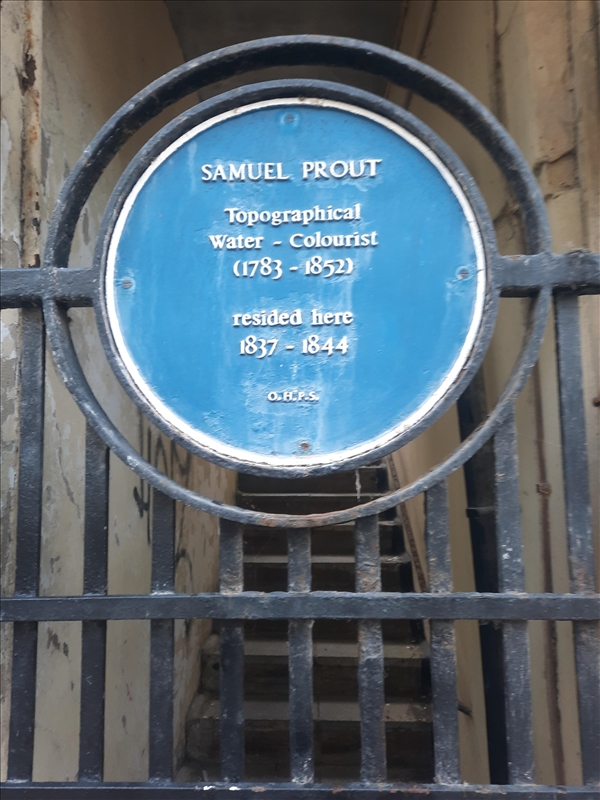 SAMUEL PROUT
Topographical
Water - Colourist
(1783 - 1852)
resided here
1837 - 1844
O.H.P.S.